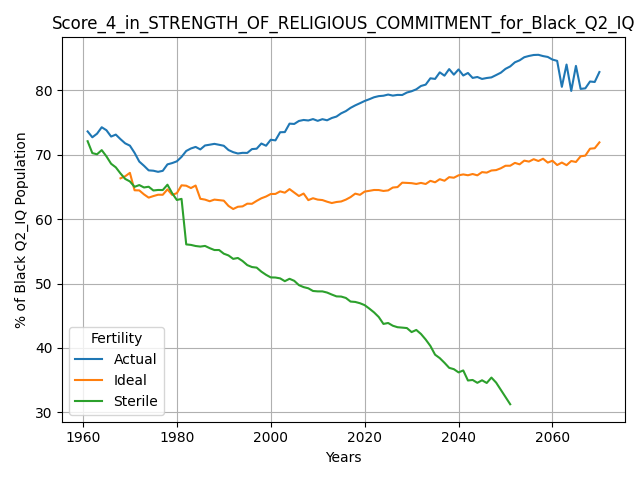 Score_4_in_STRENGTH_OF_RELIGIOUS_COMMITMENT_for_Black_Q2_IQ
% of Black Q2_IQ Population
80
70
60
50
40
30
Fertility
Actual
Ideal
Sterile
1960 1980 2000 2020 2040 2060
Years